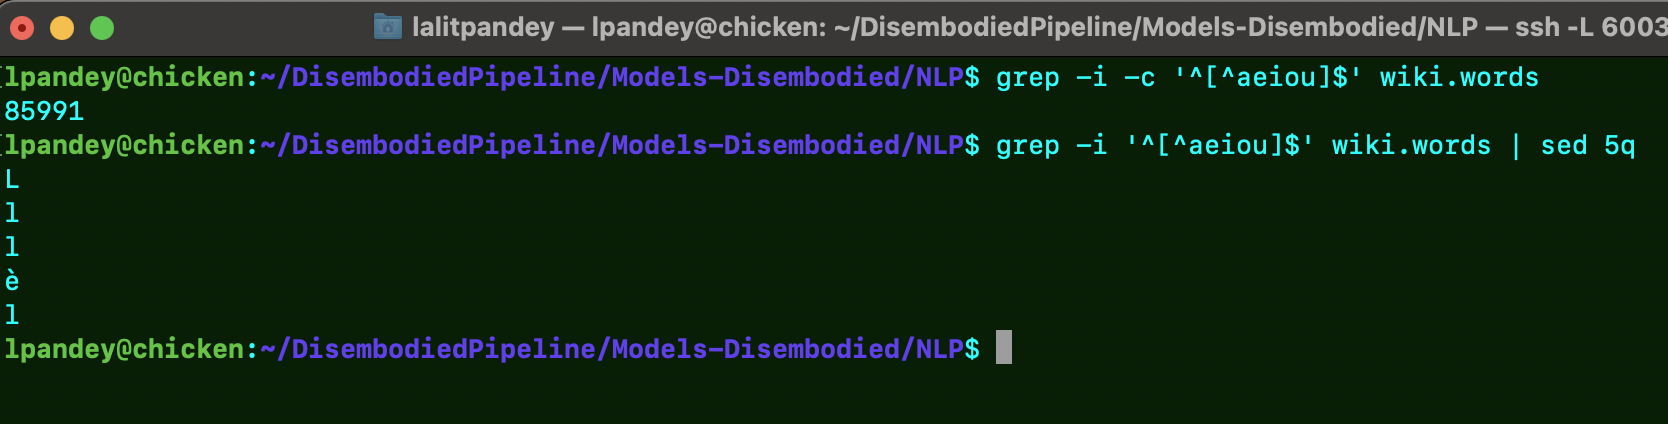 lalitpandey — lpandey@chicken: ~/DisembodiedPipeline/Models-Disembodied/NLP — ssh -L 6003
lpandey@chicken:~/DisembodiedPipeline/Models-Disembodied/NLP$ grep -i -c '^[^aeiou]$' wiki.words
85991
lpandey@chicken:~/DisembodiedPipeline/Models-Disembodied/NLP$ grep -i '^[^aeiou]$' wiki.words | sed 5q
L
l
l
è
l
lpandey@chicken:~/DisembodiedPipeline/Models-Disembodied/NLP$